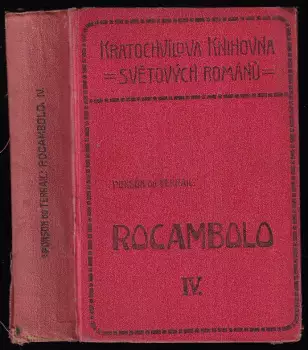 KRATOCHVÍLOVA KNIHOVNA
= SVĚTOVÝCH ROMÁNŮ =
PONSON DU TERRAIL:
ROCAMBOLO
IV.
PONSON DU TERRAIL: ROCAMBOLO. IV.